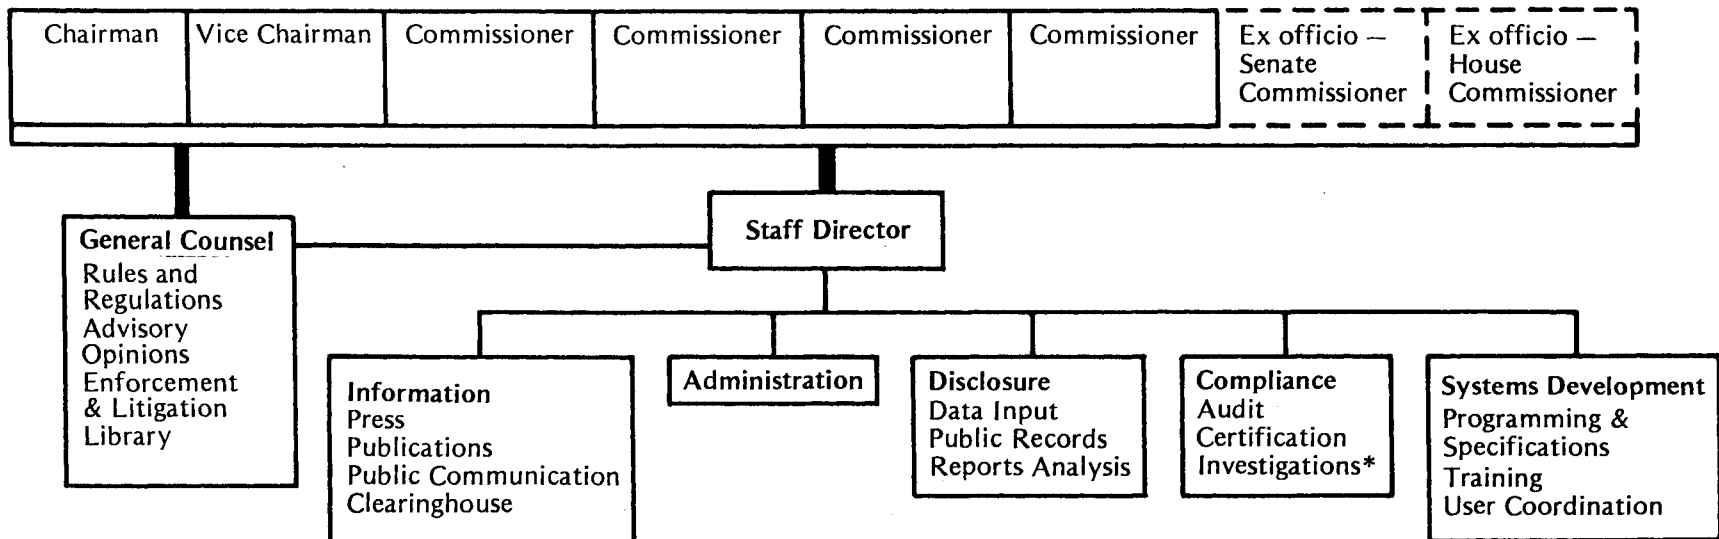 Chairman
Vice Chairman
Commissioner
Commissioner
Commissioner
Commissioner
Ex officio —
Senate
Commissioner
Ex officio —
House
Commissioner
General Counsel
Rules and
Regulations
Advisory
Opinions
Enforcement
& Litigation
Library
Staff Director
Information
Press
Publications
Public Communication
Clearinghouse
Administration
Disclosure
Data Input
Public Records
Reports Analysis
Compliance
Audit
Certification
Investigations*
Systems Development
Programming &
Specifications
Training
User Coordination